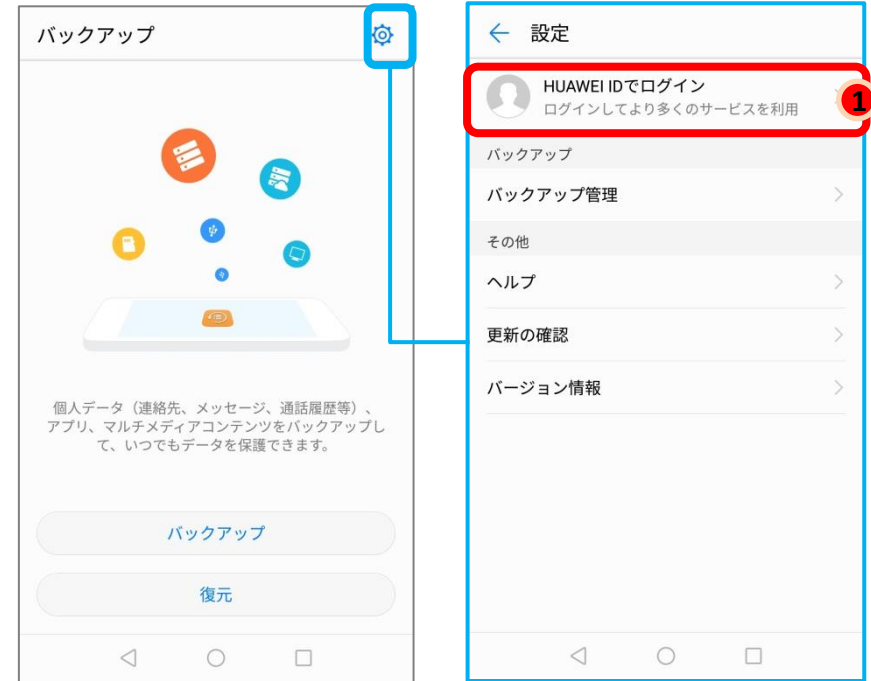 バックアップ
個人データ（連絡先、メッセージ、通話履歴等）、
アプリ、マルチメディアコンテンツをバックアップし
て、いつでもデータを保護できます。
バックアップ
復元
設定
HUAWEI IDでログイン
ログインしてより多くのサービスを利用
1
バックアップ
バックアップ管理
その他
ヘルプ
更新の確認
バージョン情報